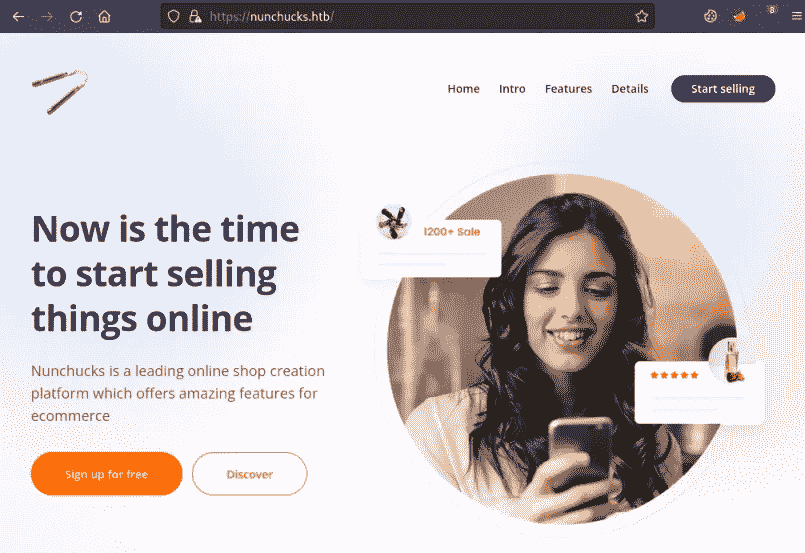 https://nunchucks.htb/
Home Intro Features Details Start selling
1200+ Sale
Now is the time
to start selling
things online
Nunchucks is a leading online shop creation
platform which offers amazing features for
ecommerce
Sign up for free Discover